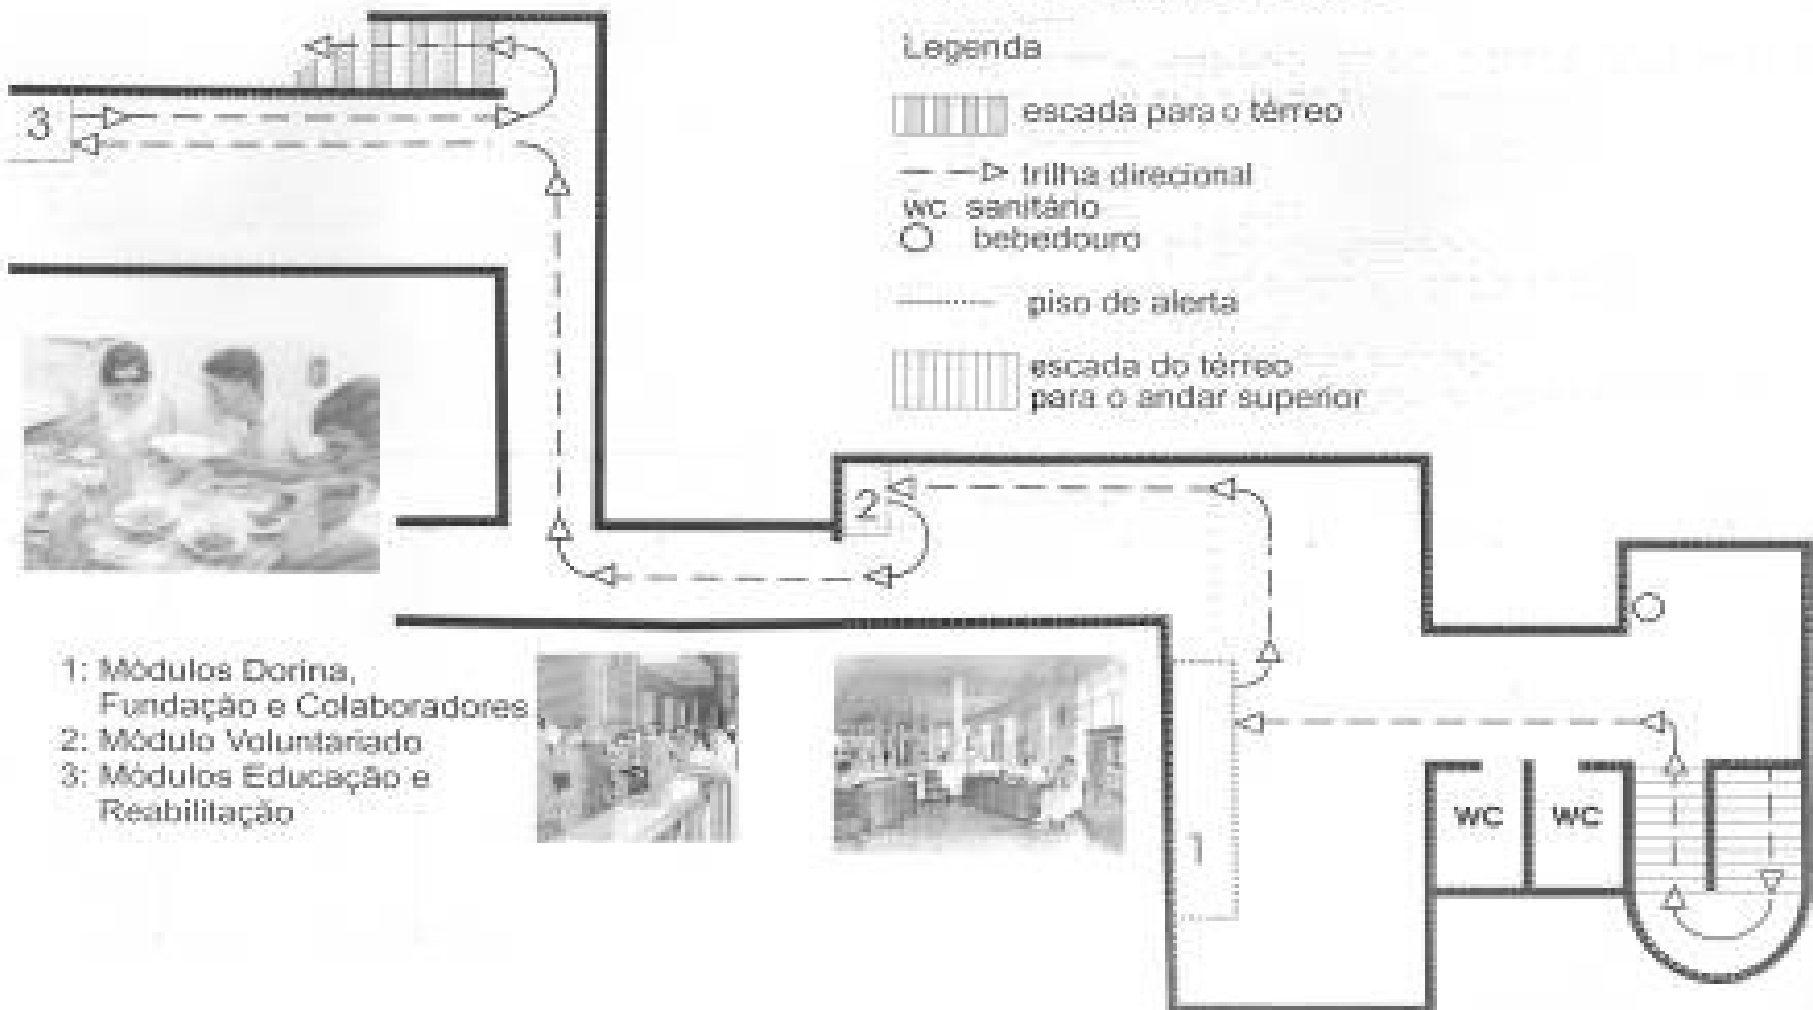 Legenda
escada para o térreo
trilha direcional
wc sanitário
bebedouro
piso de alerta
escada do térreo
para o andar superior
3
2
1: Módulos Dorina,
Fundação e Colaboradores
2: Módulo Voluntariado
3: Módulos Educação e
Reabilitação
1
wc
wc